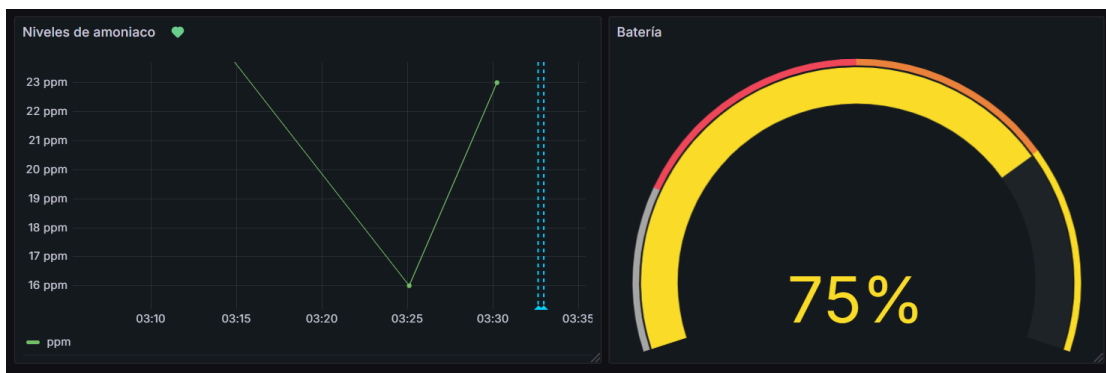 Niveles de amoniaco
23 ppm
22 ppm
21 ppm
20 ppm
19 ppm
18 ppm
17 ppm
16 ppm
03:10 03:15 03:20 03:25 03:30 03:35
ppm
Batería
75%